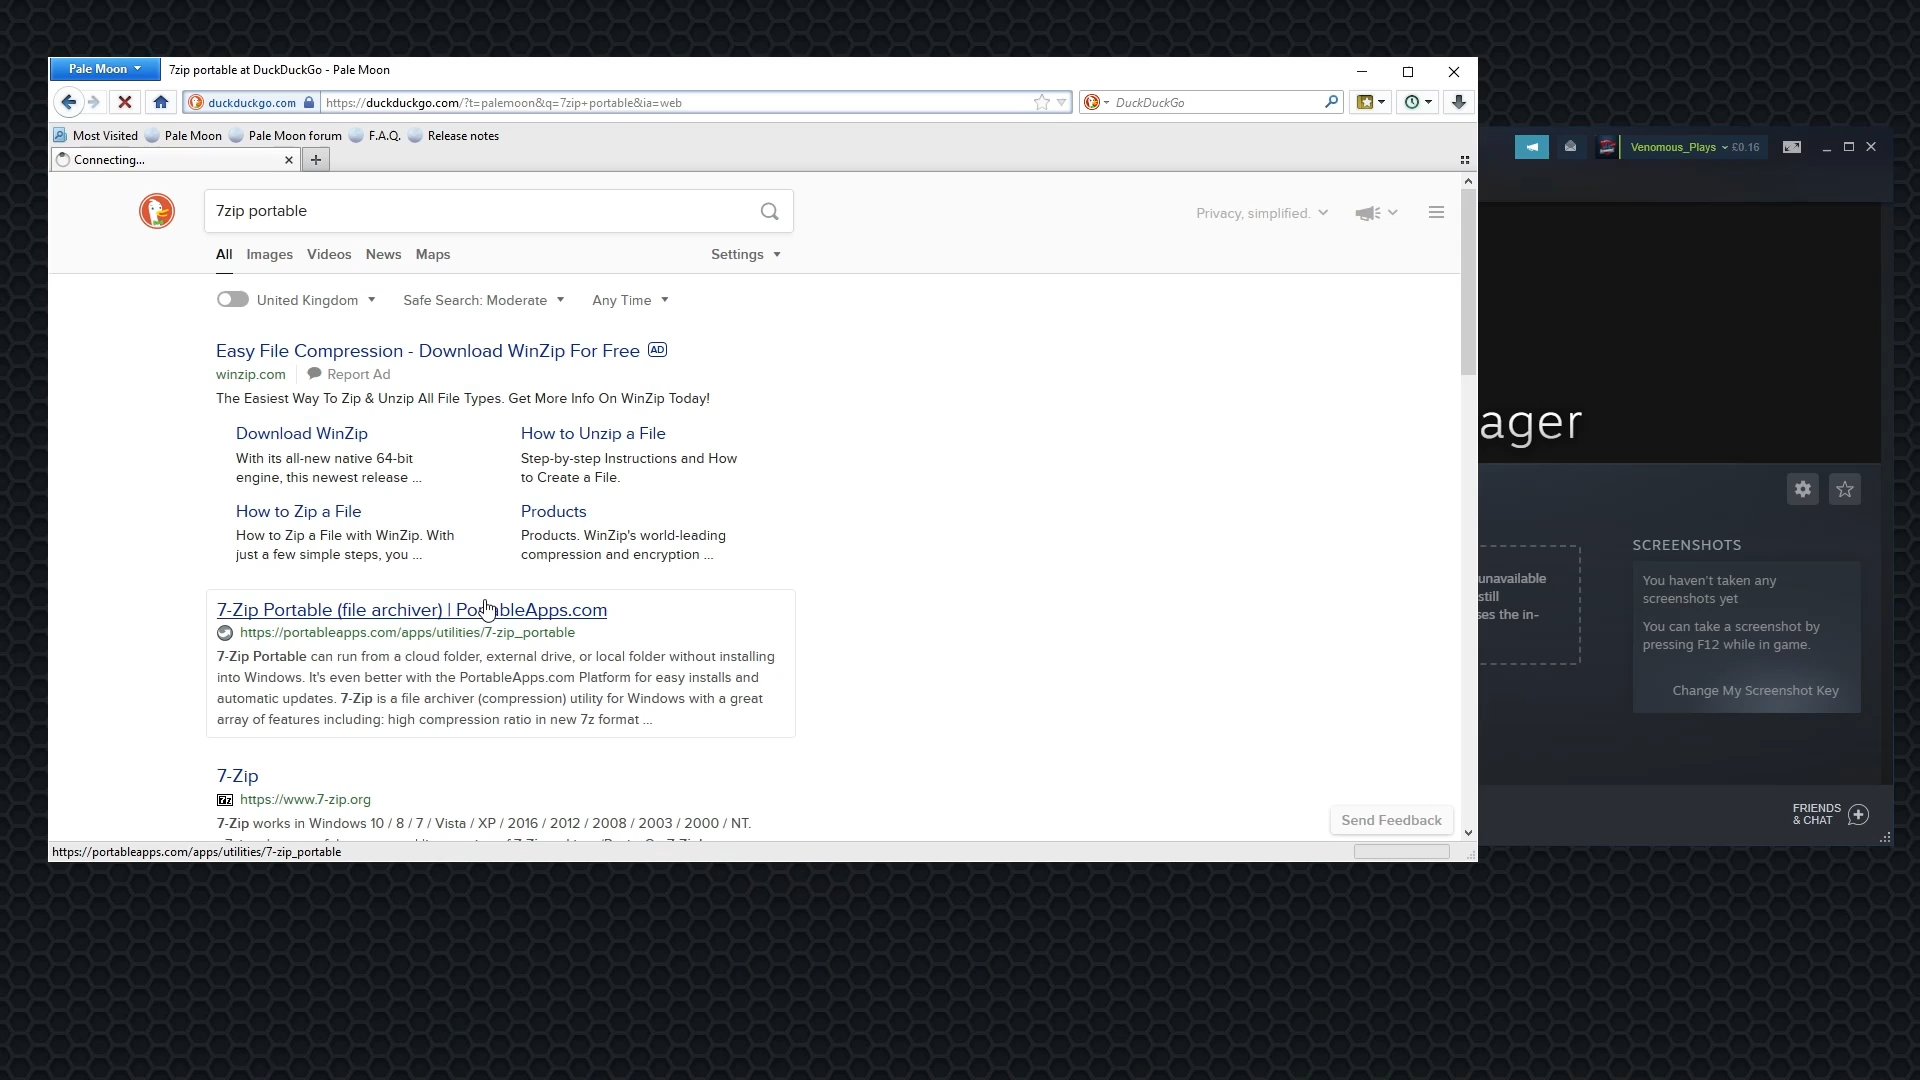 Pale Moon
7zip portable at DuckDuckGo - Pale Moon
duckduckgo.com
https://duckduckgo.com/?t=palemoon&q=7zip+portable&ia=web
DuckDuckGo
Most Visited
Pale Moon
Pale Moon forum
F.A.Q.
Release notes
Connecting...
Venomous_Plays
£0.16
7zip portable
Privacy, simplified.
All
Images
Videos
News
Maps
Settings
United Kingdom
Safe Search: Moderate
Any Time
Easy File Compression - Download WinZip For Free AD
winzip.com
Report Ad
The Easiest Way To Zip & Unzip All File Types. Get More Info On WinZip Today!
Download WinZip
With its all-new native 64-bit
engine, this newest release ...
How to Unzip a File
Step-by-step Instructions and How
to Create a File.
How to Zip a File
How to Zip a File with WinZip. With
just a few simple steps, you ...
Products
Products. WinZip's world-leading
compression and encryption ...
7-Zip Portable (file archiver) | PortableApps.com
https://portableapps.com/apps/utilities/7-zip_portable
7-Zip Portable can run from a cloud folder, external drive, or local folder without installing
into Windows. It's even better with the PortableApps.com Platform for easy installs and
automatic updates. 7-Zip is a file archiver (compression) utility for Windows with a great
array of features including: high compression ratio in new 7z format ...
7-Zip
7z
https://www.7-zip.org
7-Zip works in Windows 10 / 8 / 7 / Vista / XP / 2016 / 2012 / 2008 / 2003 / 2000 / NT.
Send Feedback
https://portableapps.com/apps/utilities/7-zip_portable
ager
unavailable
still
ses the in-
SCREENSHOTS
You haven't taken any
screenshots yet
You can take a screenshot by
pressing F12 while in game.
Change My Screenshot Key
FRIENDS
& CHAT